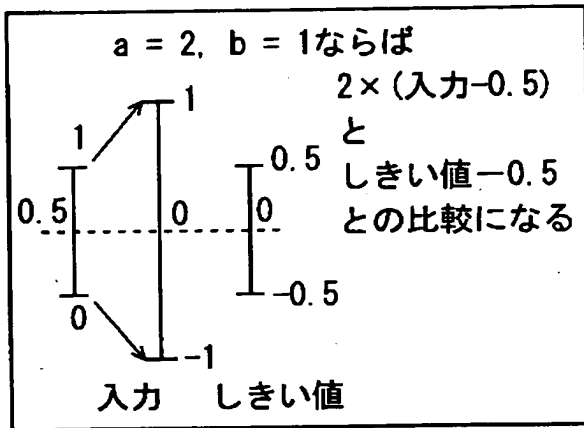 a = 2, b = 1ならば
2×(入力-0.5)
と
しきい値-0.5
との比較になる
1
1
0.5
0.5
0
0
0
-0.5
-1
入力 しきい値